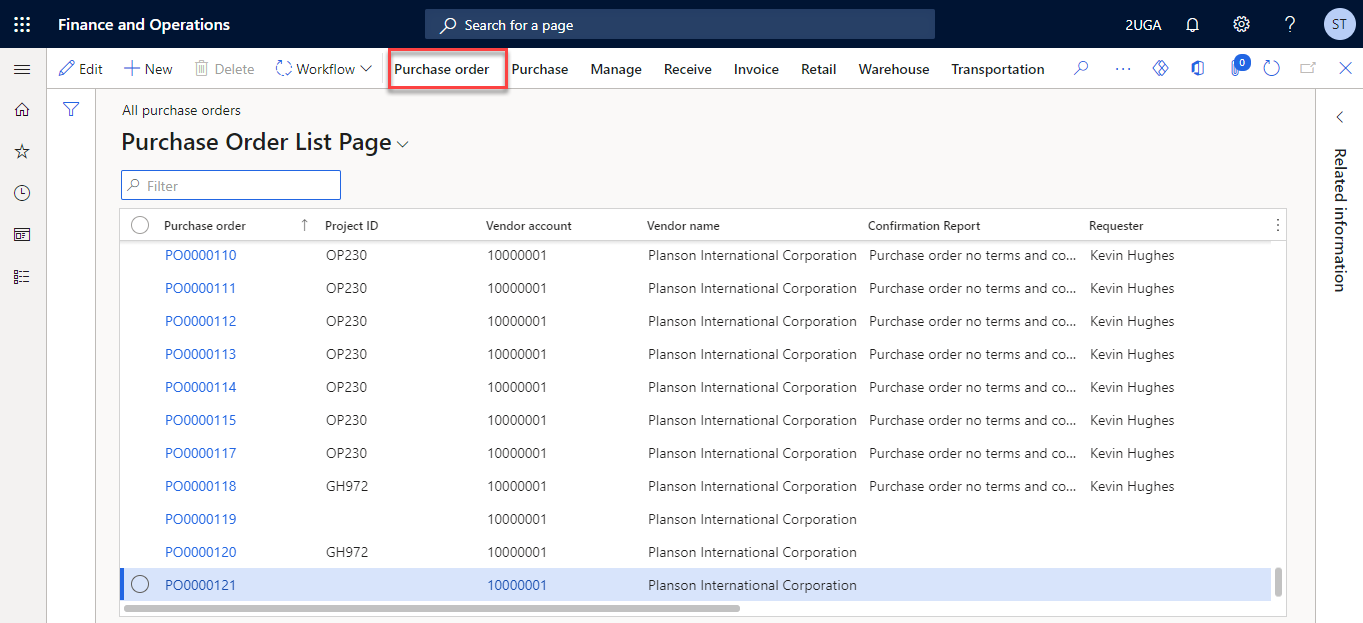 Finance and Operations Search for a page 2UGA ? ST
Edit New Delete Workflow Purchase order Purchase Manage Receive Invoice Retail Warehouse Transportation ... 0
All purchase orders
Purchase Order List Page
Filter
Purchase order ↑ Project ID Vendor account Vendor name Confirmation Report Requester
PO0000110 OP230 10000001 Planson International Corporation Purchase order no terms and co... Kevin Hughes
PO0000111 OP230 10000001 Planson International Corporation Purchase order no terms and co... Kevin Hughes
PO0000112 OP230 10000001 Planson International Corporation Purchase order no terms and co... Kevin Hughes
PO0000113 OP230 10000001 Planson International Corporation Purchase order no terms and co... Kevin Hughes
PO0000114 OP230 10000001 Planson International Corporation Purchase order no terms and co... Kevin Hughes
PO0000115 OP230 10000001 Planson International Corporation Purchase order no terms and co... Kevin Hughes
PO0000117 OP230 10000001 Planson International Corporation Purchase order no terms and co... Kevin Hughes
PO0000118 GH972 10000001 Planson International Corporation Purchase order no terms and co... Kevin Hughes
PO0000119 10000001 Planson International Corporation
PO0000120 GH972 10000001 Planson International Corporation
PO0000121 10000001 Planson International Corporation
Related information